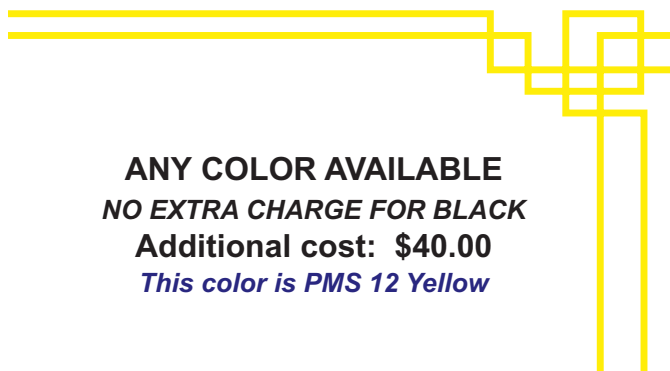 ANY COLOR AVAILABLE
NO EXTRA CHARGE FOR BLACK
Additional cost:  $40.00
This color is PMS 12 Yellow